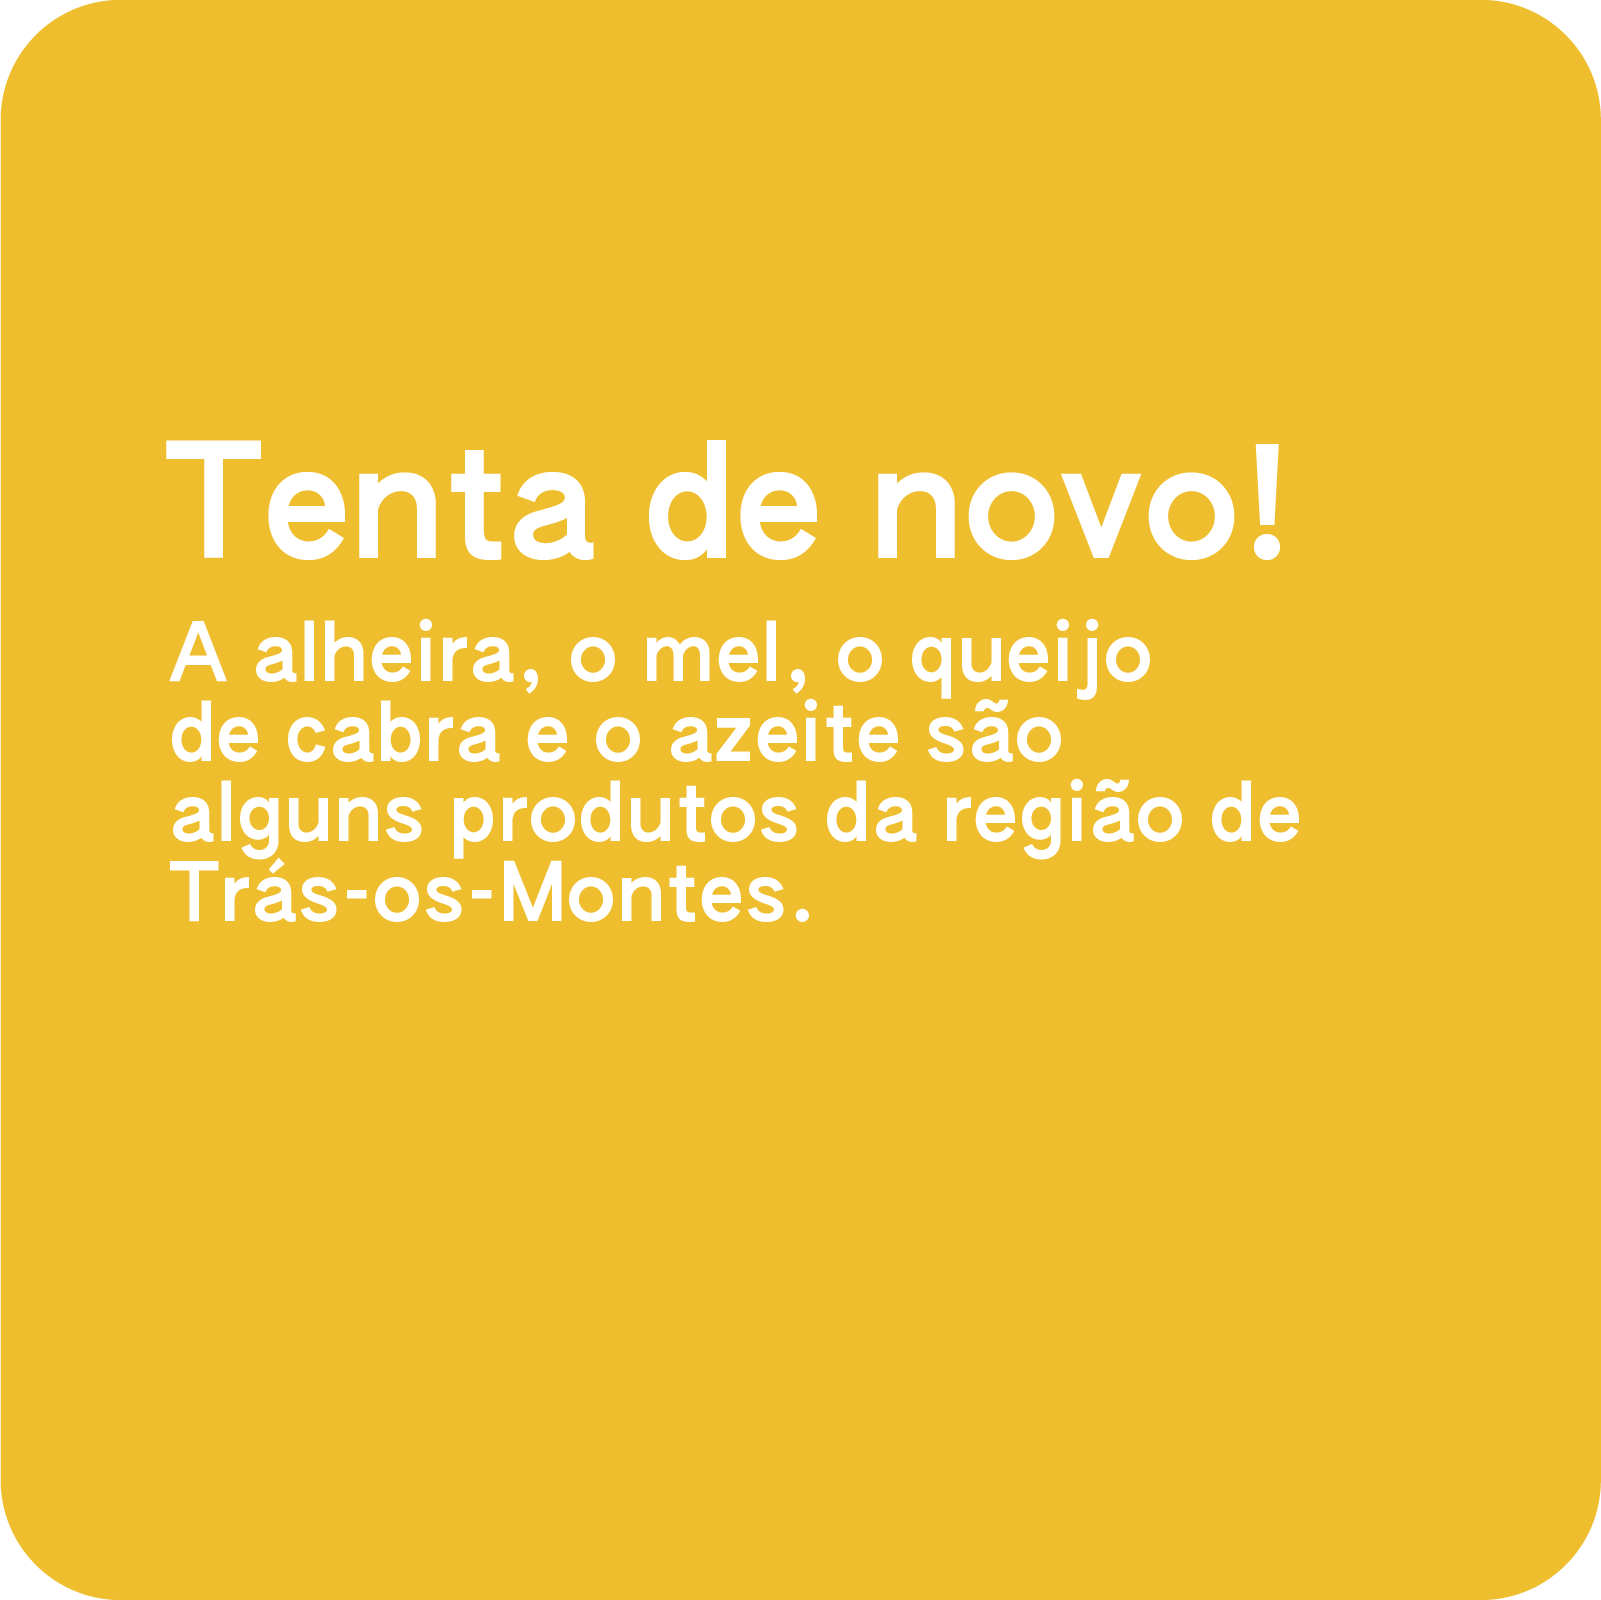 Tenta de novo!
A alheira, o mel, o queijo
de cabra e o azeite são
alguns produtos da região de
Trás-os-Montes.